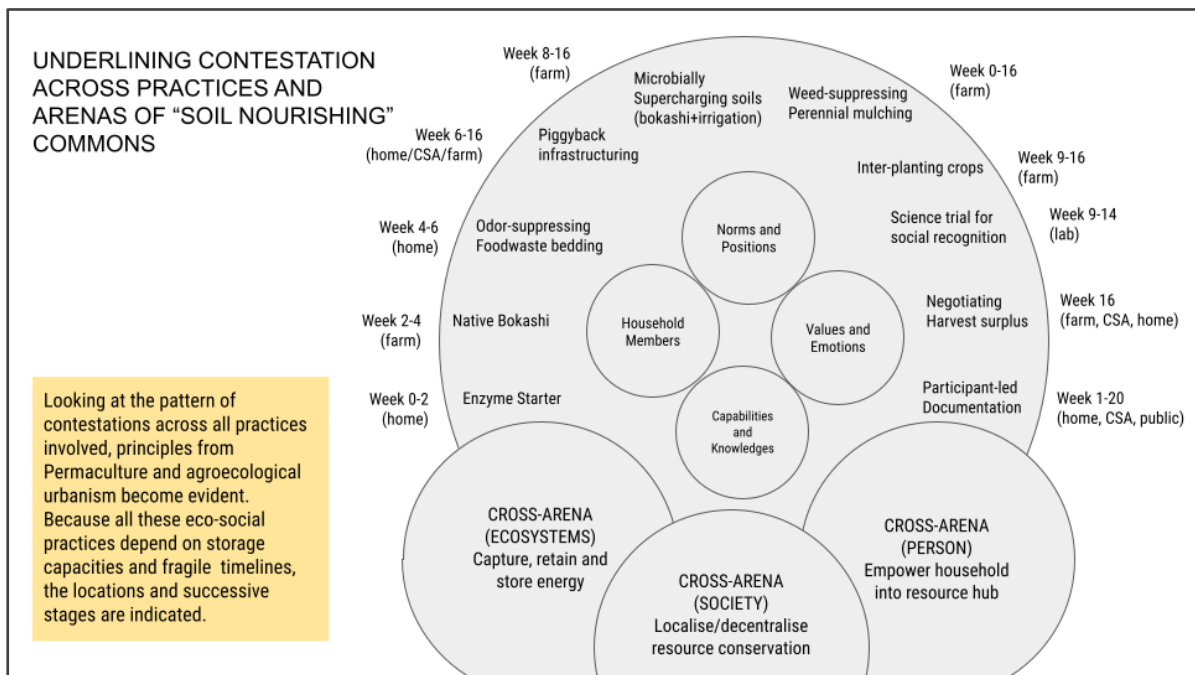 UNDERLINING CONTESTATION
ACROSS PRACTICES AND
ARENAS OF “SOIL NOURISHING”
COMMONS
Week 8-16
(farm)
Microbially
Supercharging soils
(bokashi+irrigation)
Weed-suppressing
Perennial mulching
Week 0-16
(farm)
Week 6-16
(home/CSA/farm)
Piggyback
infrastructuring
Inter-planting crops
Week 9-16
(farm)
Week 4-6
(home)
Odor-suppressing
Foodwaste bedding
Norms and
Positions
Science trial for
social recognition
Week 9-14
(lab)
Week 2-4
(farm)
Native Bokashi
Household
Members
Values and
Emotions
Negotiating
Harvest surplus
Week 16
(farm, CSA, home)
Week 0-2
(home)
Enzyme Starter
Capabilities
and
Knowledges
Participant-led
Documentation
Week 1-20
(home, CSA, public)
Looking at the pattern of
contestations across all practices
involved, principles from
Permaculture and agroecological
urbanism become evident.
Because all these eco-social
practices depend on storage
capacities and fragile timelines,
the locations and successive
stages are indicated.
CROSS-ARENA
(ECOSYSTEMS)
Capture, retain and
store energy
CROSS-ARENA
(SOCIETY)
Localise/decentralise
resource conservation
CROSS-ARENA
(PERSON)
Empower household
into resource hub